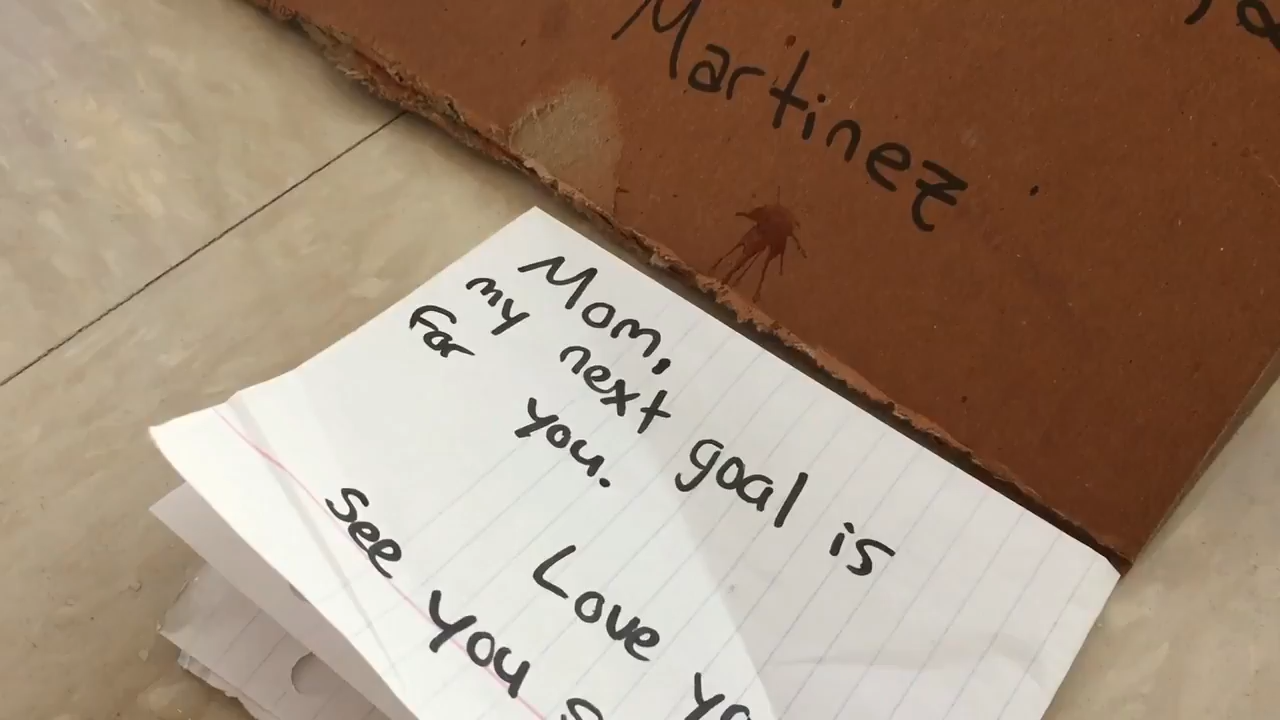 Martinez
Mom,
my next goal is
for you.
Love
See you